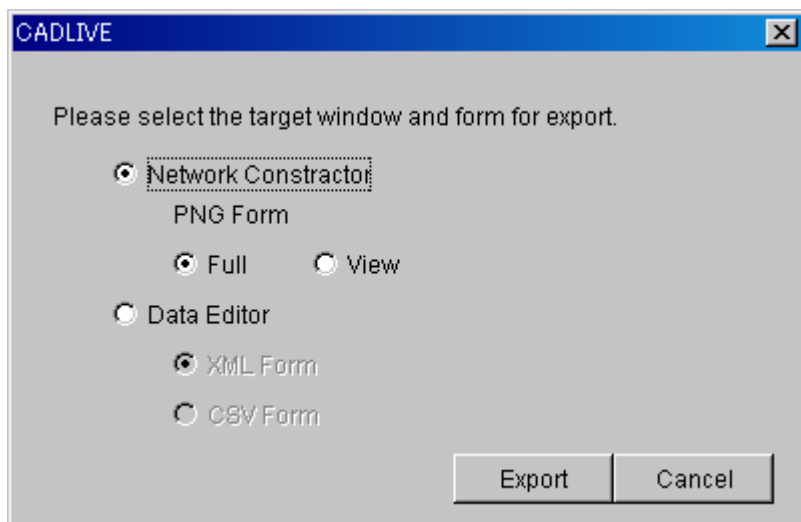 CADLIVE
Please select the target window and form for export.
Network Constractor
PNG Form
Full View
Data Editor
XML Form
CSV Form
Export Cancel